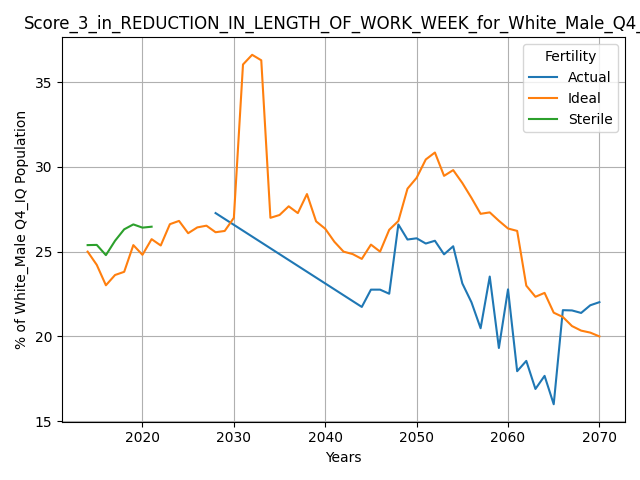 Score_3_in_REDUCTION_IN_LENGTH_OF_WORK_WEEK_for_White_Male_Q4_
Fertility
Actual
Ideal
Sterile
% of White_Male Q4_IQ Population
35
30
25
20
15
2020
2030
2040
2050
2060
2070
Years